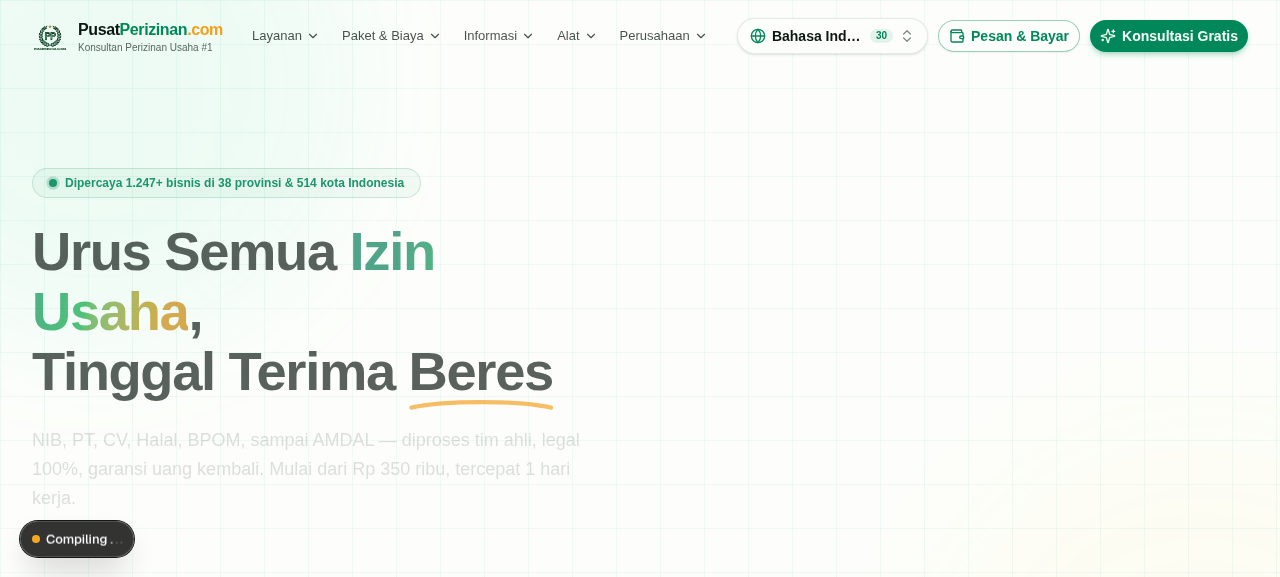 PusatPerizinan.com
Konsultan Perizinan Usaha #1
Layanan
Paket & Biaya
Informasi
Alat
Perusahaan
Bahasa Ind...
30
Pesan & Bayar
Konsultasi Gratis
Dipercaya 1.247+ bisnis di 38 provinsi & 514 kota Indonesia
Urus Semua Izin
Usaha,
Tinggal Terima Beres
NIB, PT, CV, Halal, BPOM, sampai AMDAL — diproses tim ahli, legal
100%, garansi uang kembali. Mulai dari Rp 350 ribu, tercepat 1 hari
kerja.
Compiling ...